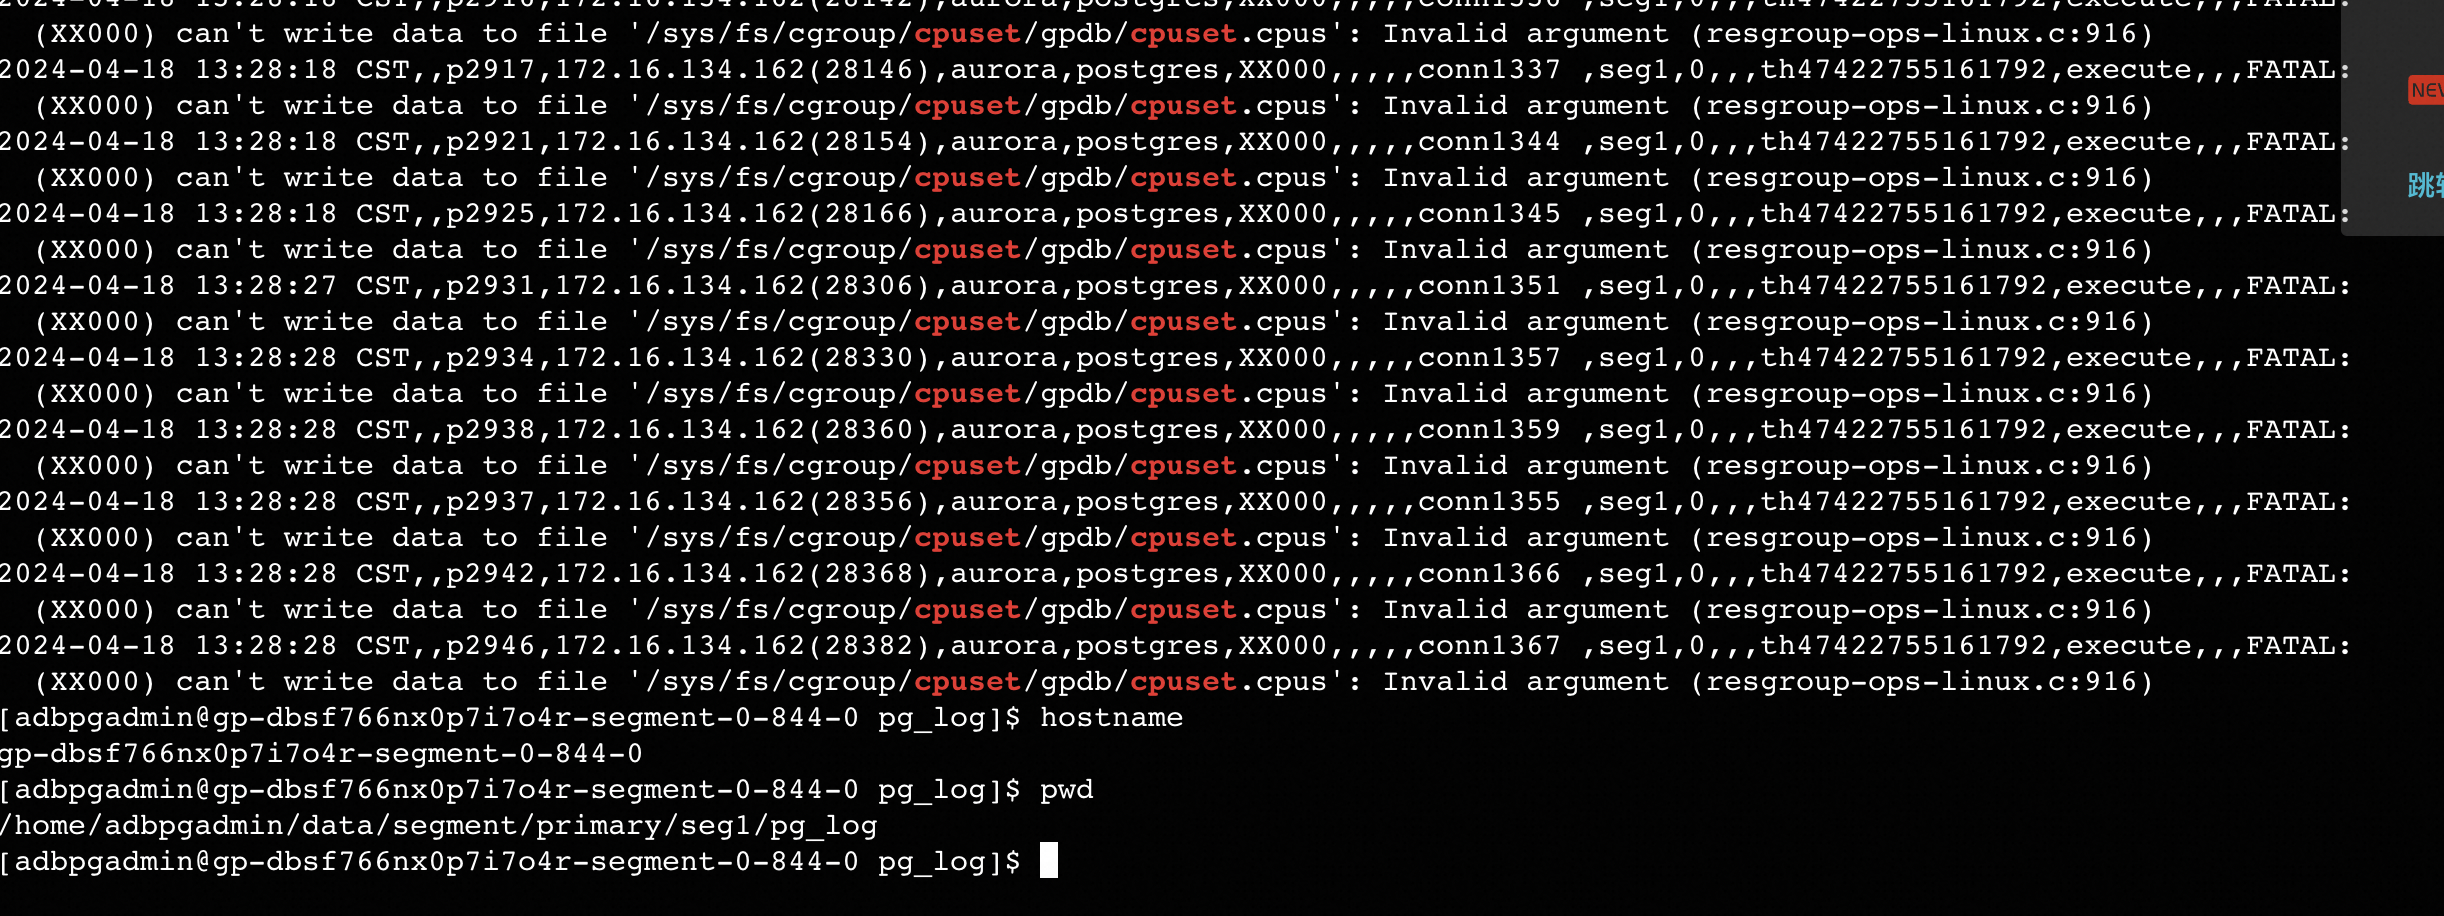 2024-04-18 13:28:18 CST,,p2916,172.16.134.162(28142),aurora,postgres,XX000,,,,,conn1336 ,seg1,0,,,th47422755161792,execute,,,FATAL:
(XX000) can't write data to file '/sys/fs/cgroup/cpuset/gpdb/cpuset.cpus': Invalid argument (resgroup-ops-linux.c:916)
2024-04-18 13:28:18 CST,,p2917,172.16.134.162(28146),aurora,postgres,XX000,,,,,conn1337 ,seg1,0,,,th47422755161792,execute,,,FATAL:
(XX000) can't write data to file '/sys/fs/cgroup/cpuset/gpdb/cpuset.cpus': Invalid argument (resgroup-ops-linux.c:916)
2024-04-18 13:28:18 CST,,p2921,172.16.134.162(28154),aurora,postgres,XX000,,,,,conn1344 ,seg1,0,,,th47422755161792,execute,,,FATAL:
(XX000) can't write data to file '/sys/fs/cgroup/cpuset/gpdb/cpuset.cpus': Invalid argument (resgroup-ops-linux.c:916)
2024-04-18 13:28:18 CST,,p2925,172.16.134.162(28166),aurora,postgres,XX000,,,,,conn1345 ,seg1,0,,,th47422755161792,execute,,,FATAL:
(XX000) can't write data to file '/sys/fs/cgroup/cpuset/gpdb/cpuset.cpus': Invalid argument (resgroup-ops-linux.c:916)
2024-04-18 13:28:27 CST,,p2931,172.16.134.162(28306),aurora,postgres,XX000,,,,,conn1351 ,seg1,0,,,th47422755161792,execute,,,FATAL:
(XX000) can't write data to file '/sys/fs/cgroup/cpuset/gpdb/cpuset.cpus': Invalid argument (resgroup-ops-linux.c:916)
2024-04-18 13:28:28 CST,,p2934,172.16.134.162(28330),aurora,postgres,XX000,,,,,conn1357 ,seg1,0,,,th47422755161792,execute,,,FATAL:
(XX000) can't write data to file '/sys/fs/cgroup/cpuset/gpdb/cpuset.cpus': Invalid argument (resgroup-ops-linux.c:916)
2024-04-18 13:28:28 CST,,p2938,172.16.134.162(28360),aurora,postgres,XX000,,,,,conn1359 ,seg1,0,,,th47422755161792,execute,,,FATAL:
(XX000) can't write data to file '/sys/fs/cgroup/cpuset/gpdb/cpuset.cpus': Invalid argument (resgroup-ops-linux.c:916)
2024-04-18 13:28:28 CST,,p2937,172.16.134.162(28356),aurora,postgres,XX000,,,,,conn1355 ,seg1,0,,,th47422755161792,execute,,,FATAL:
(XX000) can't write data to file '/sys/fs/cgroup/cpuset/gpdb/cpuset.cpus': Invalid argument (resgroup-ops-linux.c:916)
2024-04-18 13:28:28 CST,,p2942,172.16.134.162(28368),aurora,postgres,XX000,,,,,conn1366 ,seg1,0,,,th47422755161792,execute,,,FATAL:
(XX000) can't write data to file '/sys/fs/cgroup/cpuset/gpdb/cpuset.cpus': Invalid argument (resgroup-ops-linux.c:916)
2024-04-18 13:28:28 CST,,p2946,172.16.134.162(28382),aurora,postgres,XX000,,,,,conn1367 ,seg1,0,,,th47422755161792,execute,,,FATAL:
(XX000) can't write data to file '/sys/fs/cgroup/cpuset/gpdb/cpuset.cpus': Invalid argument (resgroup-ops-linux.c:916)
[adbpgadmin@gp-dbsf766nx0p7i7o4r-segment-0-844-0 pg_log]$ hostname
gp-dbsf766nx0p7i7o4r-segment-0-844-0
[adbpgadmin@gp-dbsf766nx0p7i7o4r-segment-0-844-0 pg_log]$ pwd
/home/adbpgadmin/data/segment/primary/seg1/pg_log
[adbpgadmin@gp-dbsf766nx0p7i7o4r-segment-0-844-0 pg_log]$